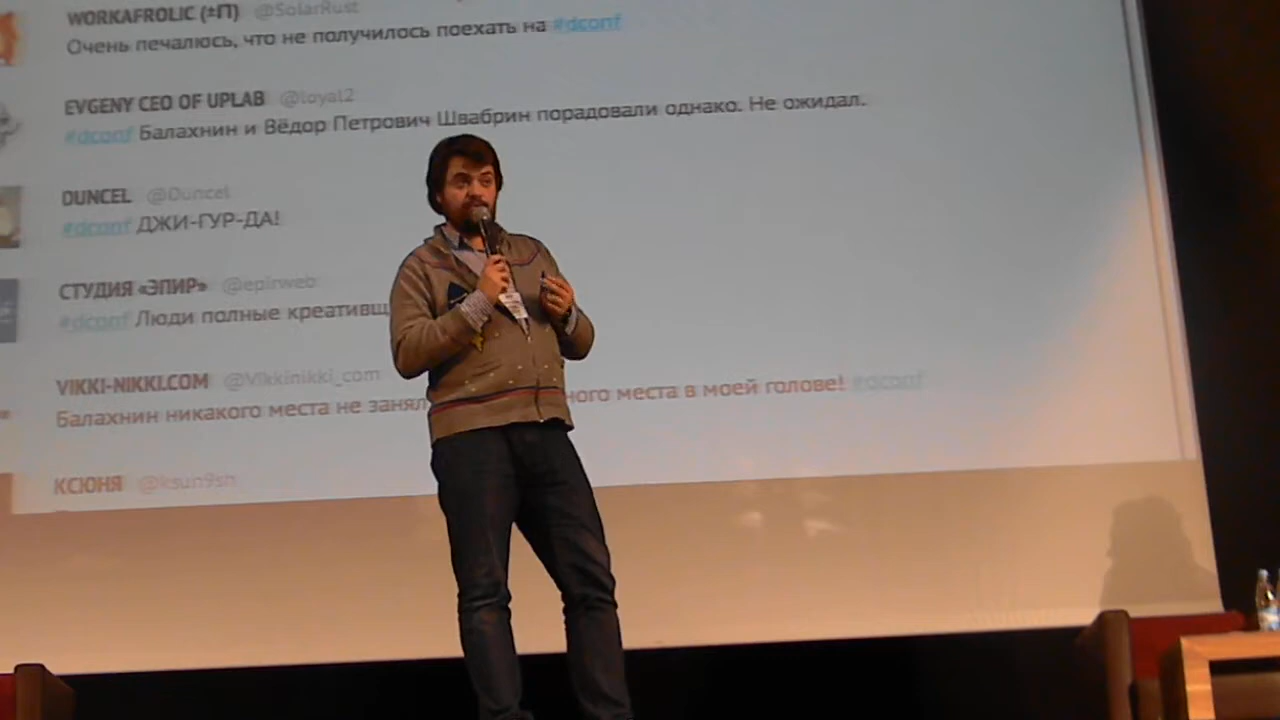 WORKAFROLIC (±П) @SolarRust
Очень печалюсь, что не получилось поехать на #dconf
EVGENY CEO OF UPLAB @loyal2
#dconf Балахнин и Вёдор Петрович Швабрин порадовали однако. Не ожидал.
DUNCEL @Duncel
#dconf ДЖИ-ГУР-ДА!
СТУДИЯ «ЭПИР» @epirweb
#dconf Люди полные креативщ
VIKKI-NIKKI.COM @Vikkinikki_com
Балахнин никакого места не занял ного места в моей голове! #dconf
КСЮНЯ @ksun9sn